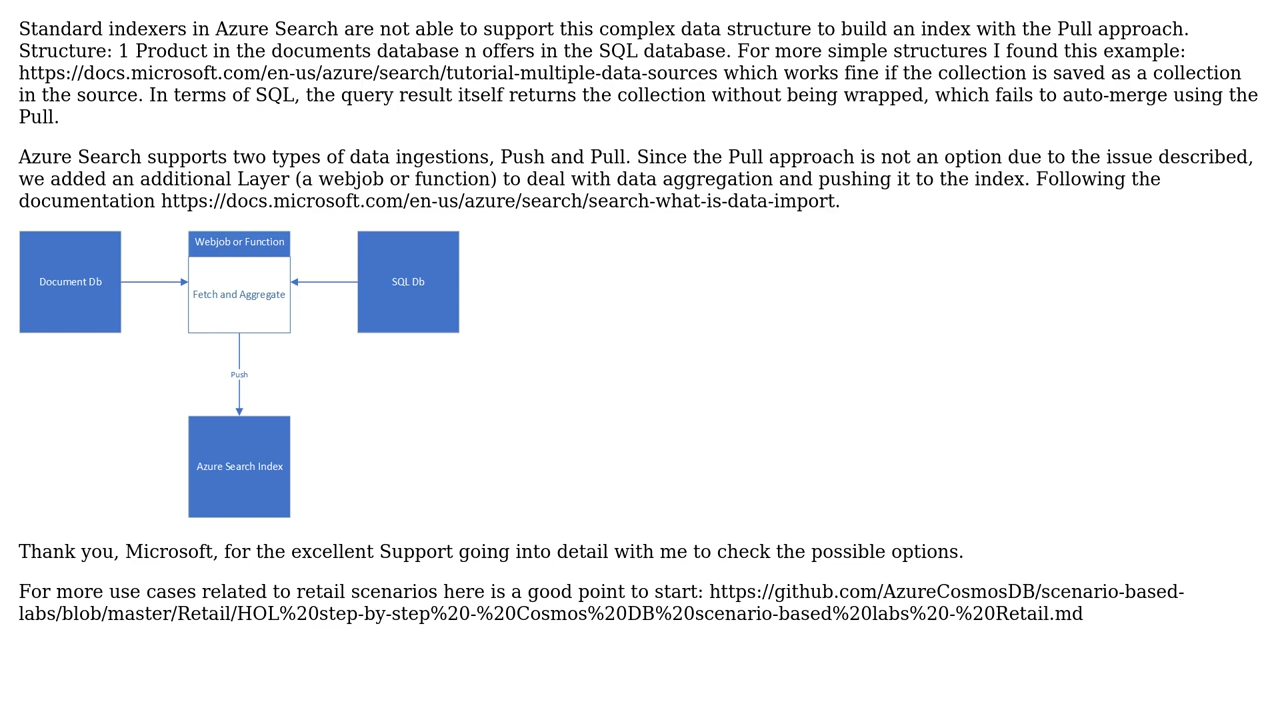 Standard indexers in Azure Search are not able to support this complex data structure to build an index with the Pull approach.
Structure: 1 Product in the documents database n offers in the SQL database. For more simple structures I found this example:
https://docs.microsoft.com/en-us/azure/search/tutorial-multiple-data-sources which works fine if the collection is saved as a collection
in the source. In terms of SQL, the query result itself returns the collection without being wrapped, which fails to auto-merge using the
Pull.
Azure Search supports two types of data ingestions, Push and Pull. Since the Pull approach is not an option due to the issue described,
we added an additional Layer (a webjob or function) to deal with data aggregation and pushing it to the index. Following the
documentation https://docs.microsoft.com/en-us/azure/search/search-what-is-data-import.
Webjob or Function
Document Db
Fetch and Aggregate
SQL Db
Push
Azure Search Index
Thank you, Microsoft, for the excellent Support going into detail with me to check the possible options.
For more use cases related to retail scenarios here is a good point to start: https://github.com/AzureCosmosDB/scenario-based-
labs/blob/master/Retail/HOL%20step-by-step%20-%20Cosmos%20DB%20scenario-based%20labs%20-%20Retail.md